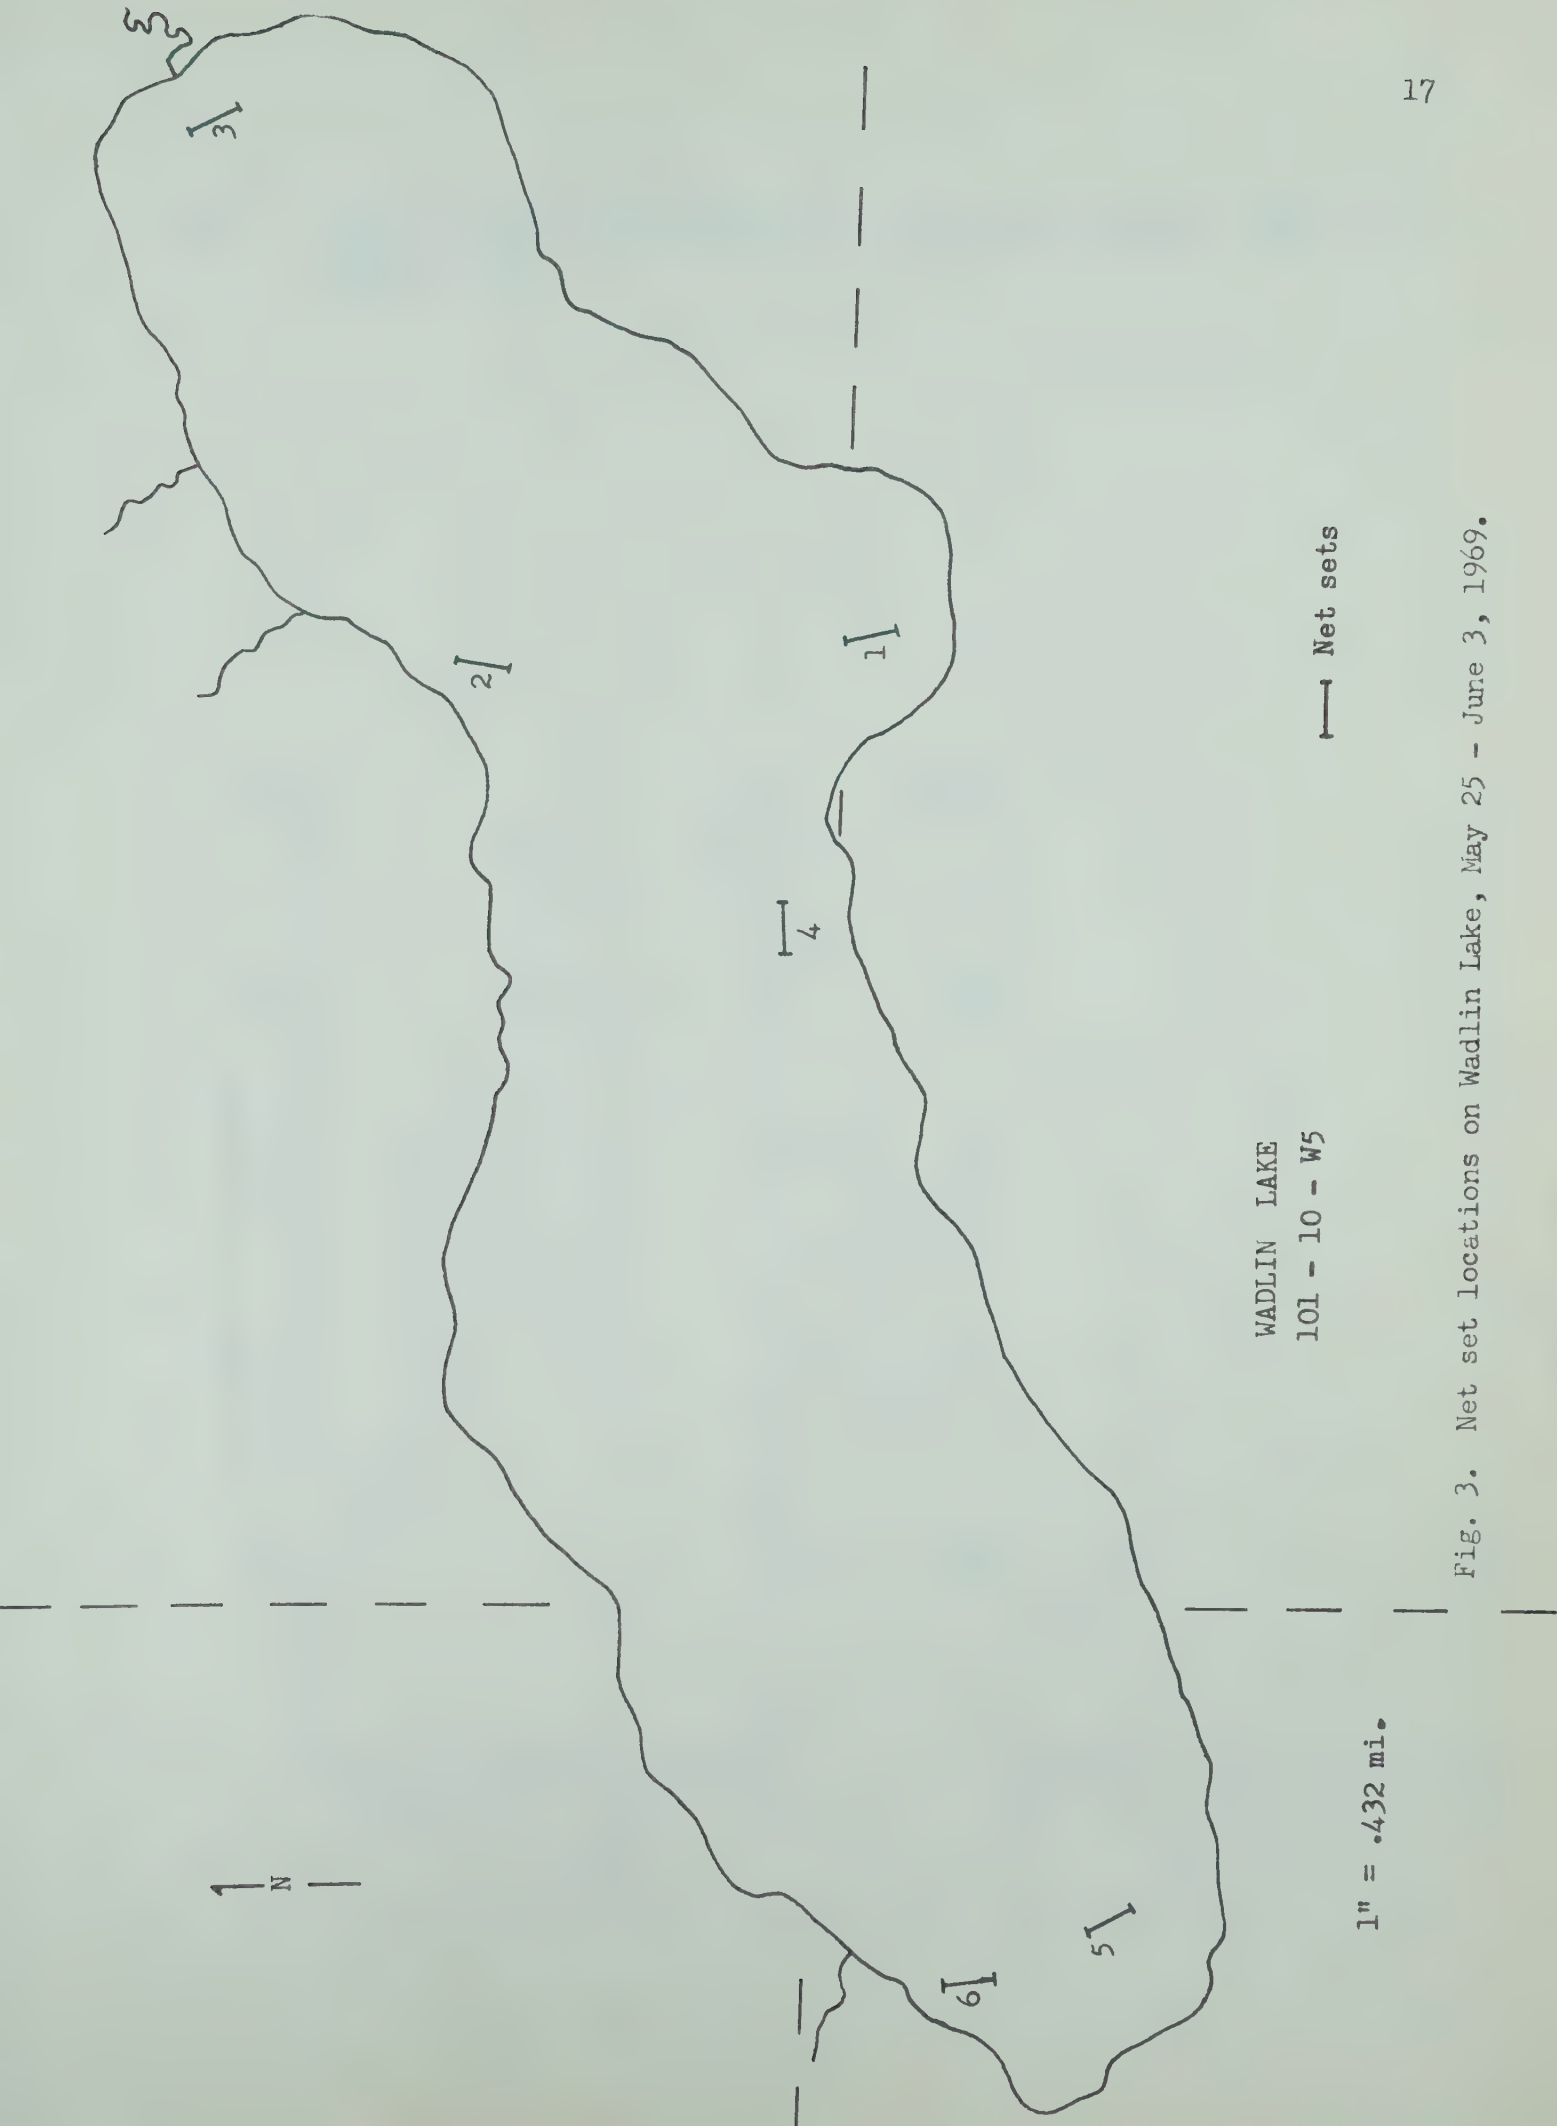 17
3
2
1
4
5
6
N
Net sets
WADLIN LAKE
101 - 10 - W5
1" = .432 mi.
Fig. 3. Net set locations on Wadlin Lake, May 25 - June 3, 1969.